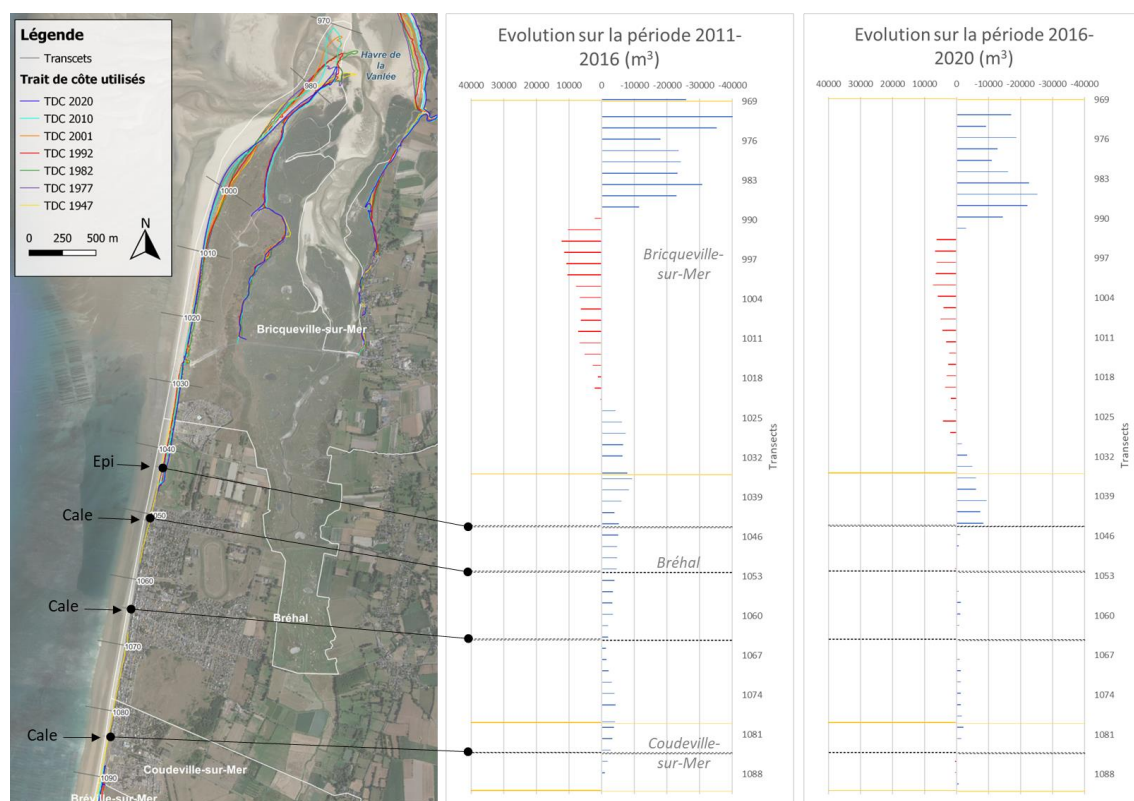 Légende
Transcets
Trait de côte utilisés
TDC 2020
TDC 2010
TDC 2001
TDC 1992
TDC 1982
TDC 1977
TDC 1947
N
0 250 500 m
970
Havre de
la
Vanlée
980
1000
1010
1020
Bricqueville-sur-Mer
1030
1040
Epi
Cale
1060
Cale
Bréhal
1070
1080
Cale
Coudeville-sur-Mer
1090
Bréville-sur-Mer
Evolution sur la période 2011-
2016 (m³)
40000 30000 20000 10000 0 -10000 -20000 -30000 -40000
969
976
983
990
Bricqueville-
sur-Mer
997
1004
1011
1018
1025
1032
1039
1046
Bréhal
1053
1060
1067
1074
1081
Coudeville-
sur-Mer
1088
Transects
Evolution sur la période 2016-
2020 (m³)
40000 30000 20000 10000 0 -10000 -20000 -30000 -40000
969
976
983
990
997
1004
1011
1018
1025
1032
1039
1046
1053
1060
1067
1074
1081
1088
Transects